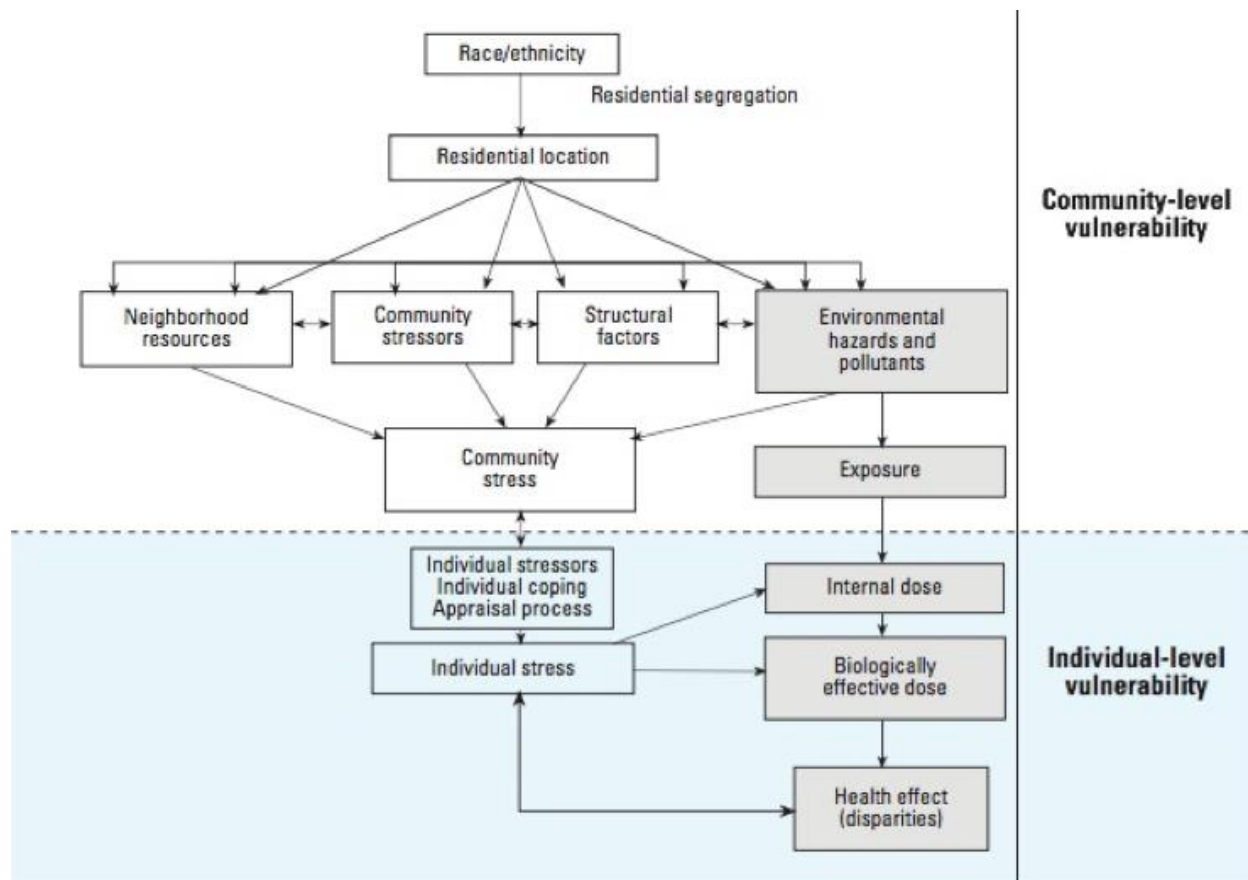 Race/ethnicity
Residential segregation
Residential location
Community-level
vulnerability
Neighborhood
resources
Community
stressors
Structural
factors
Environmental
hazards and
pollutants
Community
stress
Exposure
Individual stressors
Individual coping
Appraisal process
Internal dose
Individual stress
Biologically
effective dose
Individual-level
vulnerability
Health effect
(disparities)